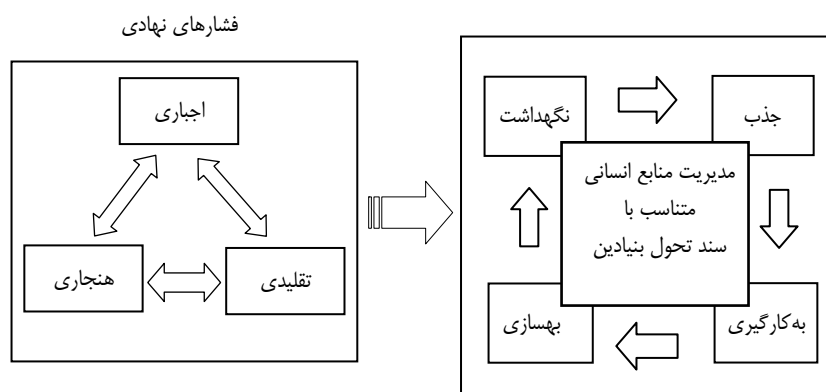 فشارهای نهادی
اجباری
هنجاری
تقلیدی
جذب
نگهداشت
مدیریت منابع انسانی
متناسب با
سند تحول بنیادین
به‌کارگیری
بهسازی